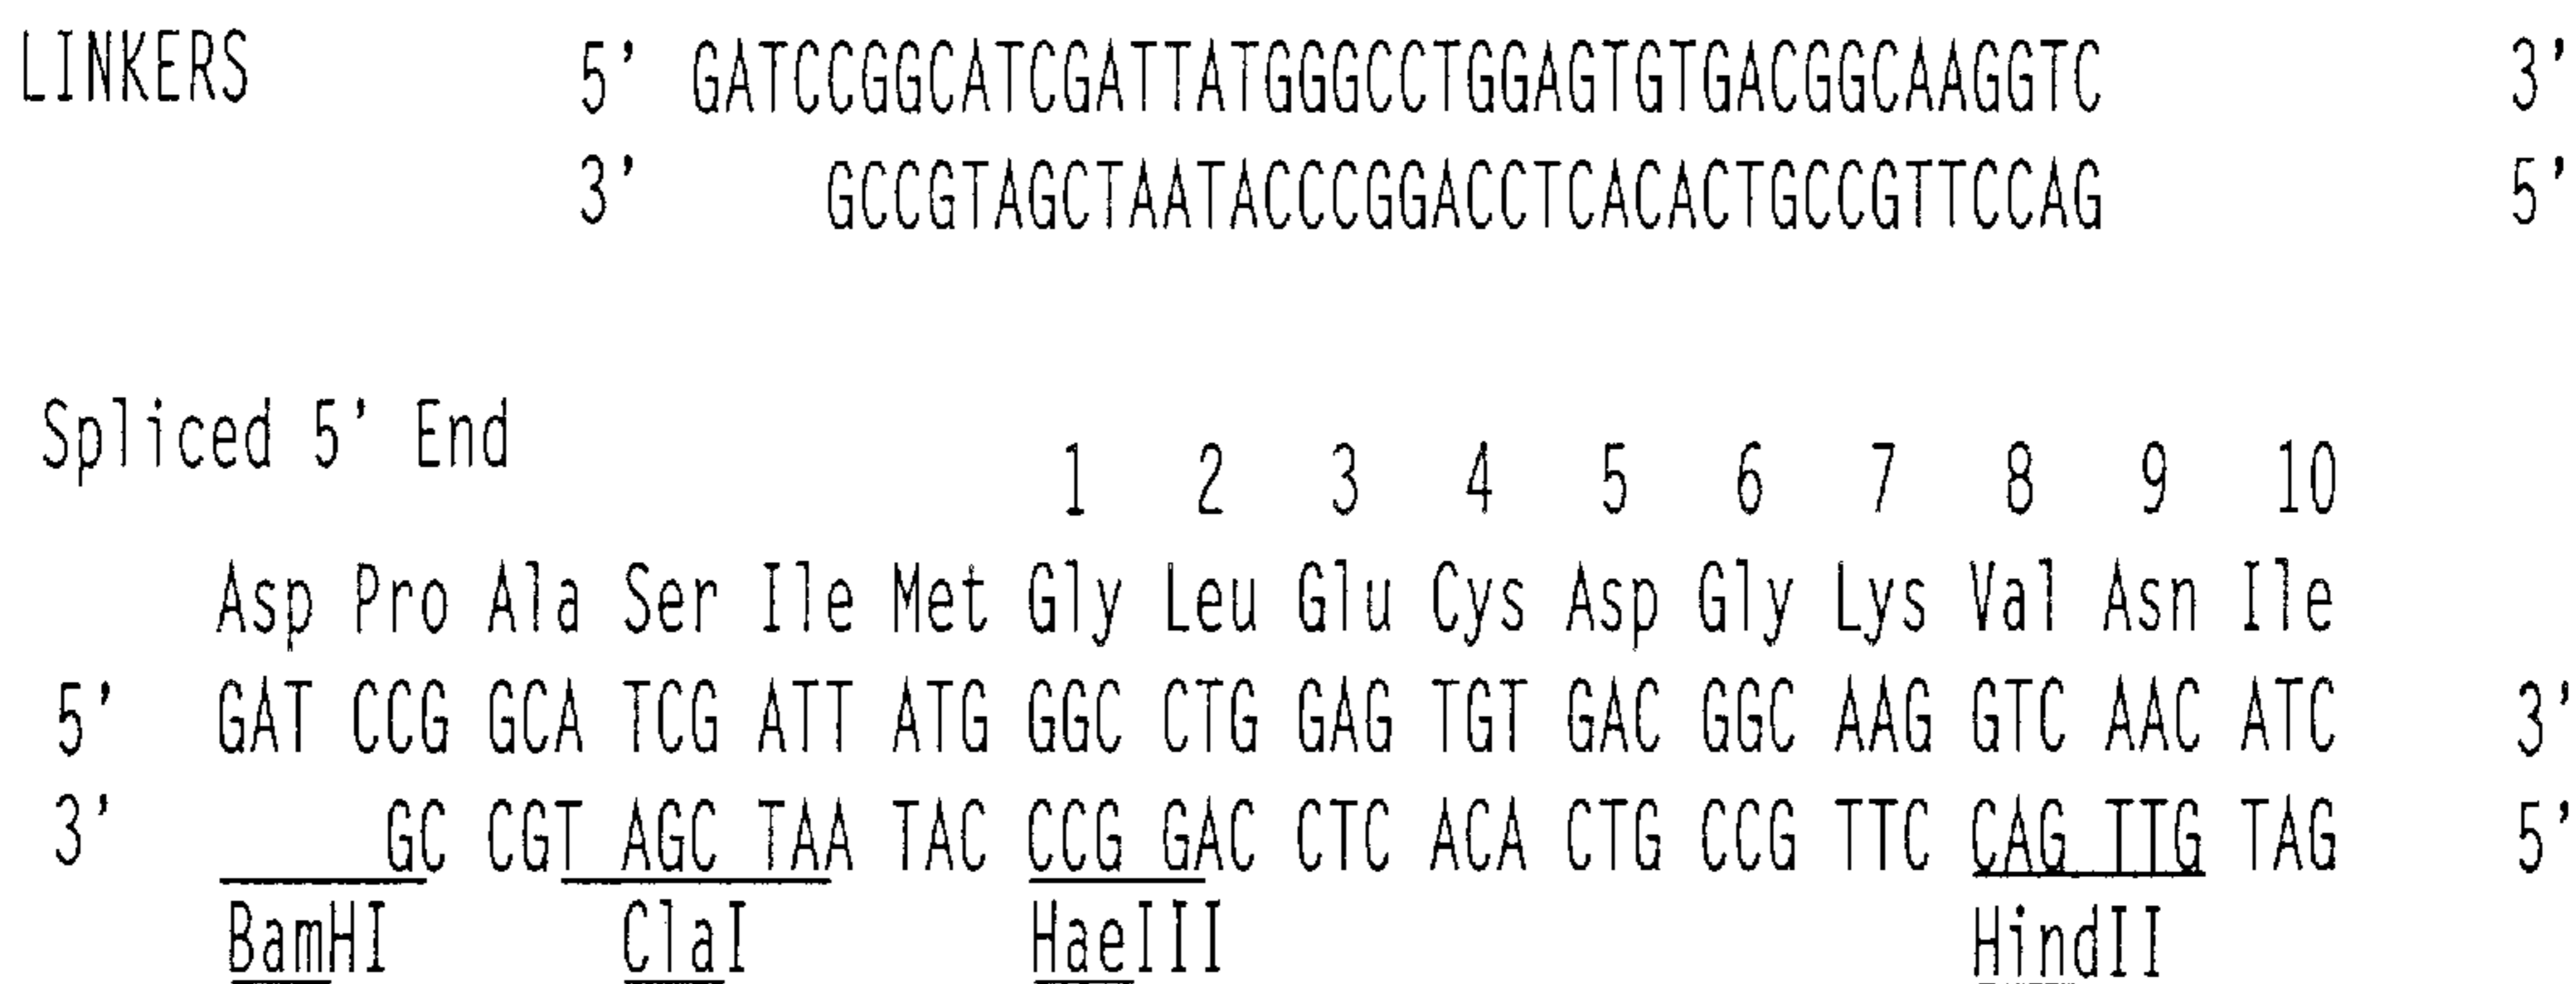 LINKERS 5' GATCCGGCATCGATTATGGGCCTGGAGTGTGACGGCAAGGTC 3'
3' GCCGTAGCTAATACCCGGACCTCACACTGCCGTTCCAG 5'
Spliced 5' End
1 2 3 4 5 6 7 8 9 10
Asp Pro Ala Ser Ile Met Gly Leu Glu Cys Asp Gly Lys Val Asn Ile
5' GAT CCG GCA TCG ATT ATG GGC CTG GAG TGT GAC GGC AAG GTC AAC ATC 3'
3' GC CGT AGC TAA TAC CCG GAC CTC ACA CTG CCG TTC CAG TTG TAG 5'
BamHI ClaI HaeIII HindII